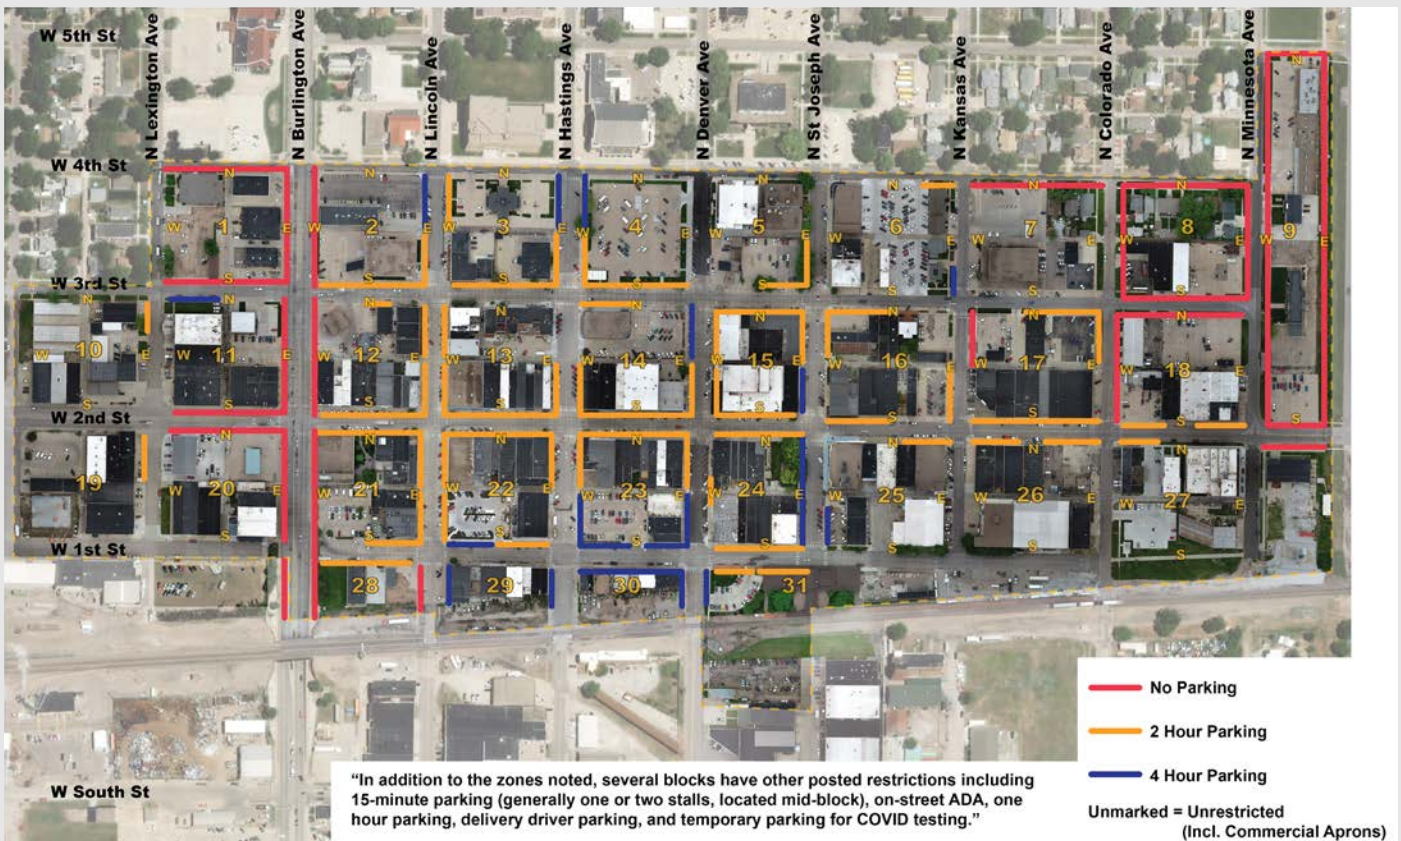 W 5th St
N Lexington Ave
N Burlington Ave
N Lincoln Ave
N Hastings Ave
N Denver Ave
N St Joseph Ave
N Kansas Ave
N Colorado Ave
N Minnesota Ave
W 4th St
N N N N N N N N N
W 1 E W 2 E W 3 E W 4 E W 5 E W 6 E W 7 E W 8 E W 9 E
S S S S S S S S
W 3rd St
N N N N N N N N N
W 10 E W 11 E W 12 E W 13 E W 14 E W 15 E W 16 E W 17 E W 18 E
S S S S S S S S S S
W 2nd St
N N N N N N N N
W 19 E W 20 E W 21 E W 22 E W 23 E W 24 E W 25 E W 26 E W 27 E
S S S S S S S S
W 1st St
28 29 30 31
No Parking
2 Hour Parking
4 Hour Parking
Unmarked = Unrestricted
(Incl. Commercial Aprons)
“In addition to the zones noted, several blocks have other posted restrictions including
15-minute parking (generally one or two stalls, located mid-block), on-street ADA, one
hour parking, delivery driver parking, and temporary parking for COVID testing.”
W South St